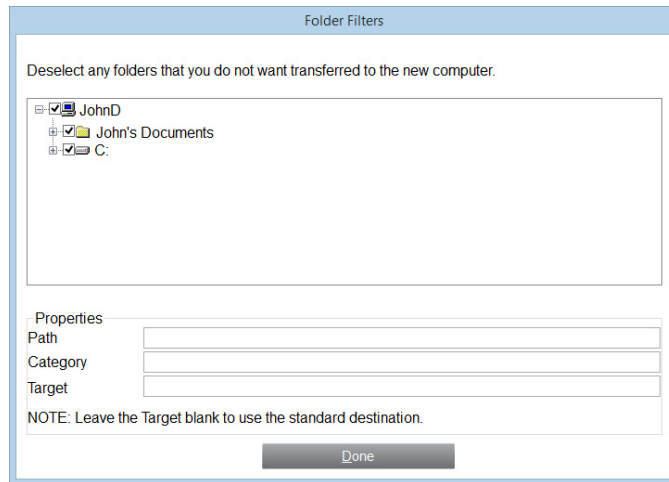 Folder Filters
Deselect any folders that you do not want transferred to the new computer.
JohnD
John's Documents
C:
Properties
Path
Category
Target
NOTE: Leave the Target blank to use the standard destination.
Done